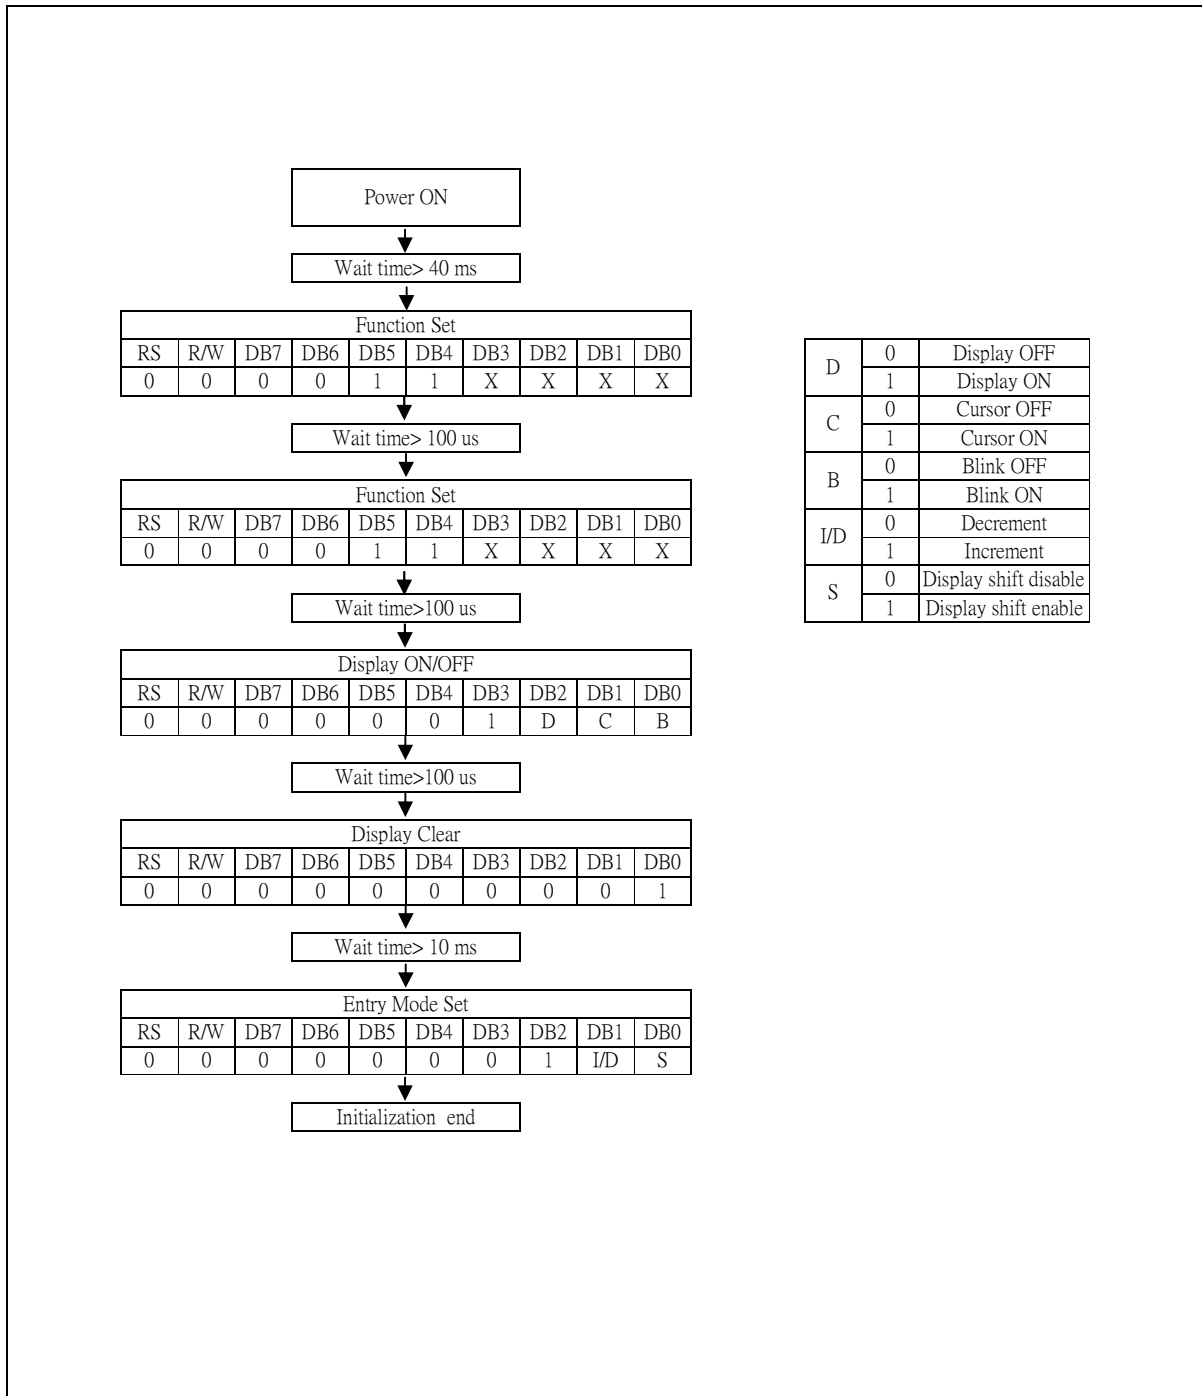 Power ON
Wait time> 40 ms
Function Set
RS R/W DB7 DB6 DB5 DB4 DB3 DB2 DB1 DB0
0 0 0 0 1 1 X X X X
Wait time> 100 us
Function Set
RS R/W DB7 DB6 DB5 DB4 DB3 DB2 DB1 DB0
0 0 0 0 1 1 X X X X
Wait time>100 us
Display ON/OFF
RS R/W DB7 DB6 DB5 DB4 DB3 DB2 DB1 DB0
0 0 0 0 0 0 1 D C B
Wait time>100 us
Display Clear
RS R/W DB7 DB6 DB5 DB4 DB3 DB2 DB1 DB0
0 0 0 0 0 0 0 0 0 1
Wait time> 10 ms
Entry Mode Set
RS R/W DB7 DB6 DB5 DB4 DB3 DB2 DB1 DB0
0 0 0 0 0 0 0 1 I/D S
Initialization end
D 0 Display OFF
1 Display ON
C 0 Cursor OFF
1 Cursor ON
B 0 Blink OFF
1 Blink ON
I/D 0 Decrement
1 Increment
S 0 Display shift disable
1 Display shift enable